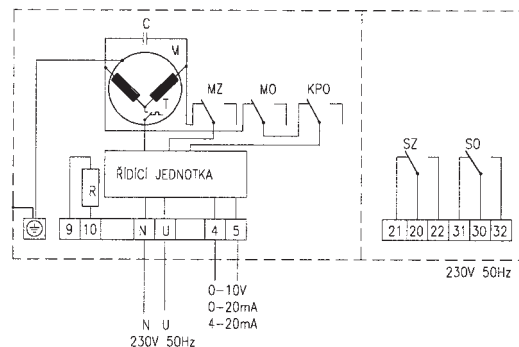 C
M
T
MZ MO KPO
SZ SO
ŘÍDÍCÍ JEDNOTKA
R
9 10 N U 4 5
21 20 22 31 30 32
0-10V
0-20mA
4-20mA
N U
230V 50Hz
230V 50Hz